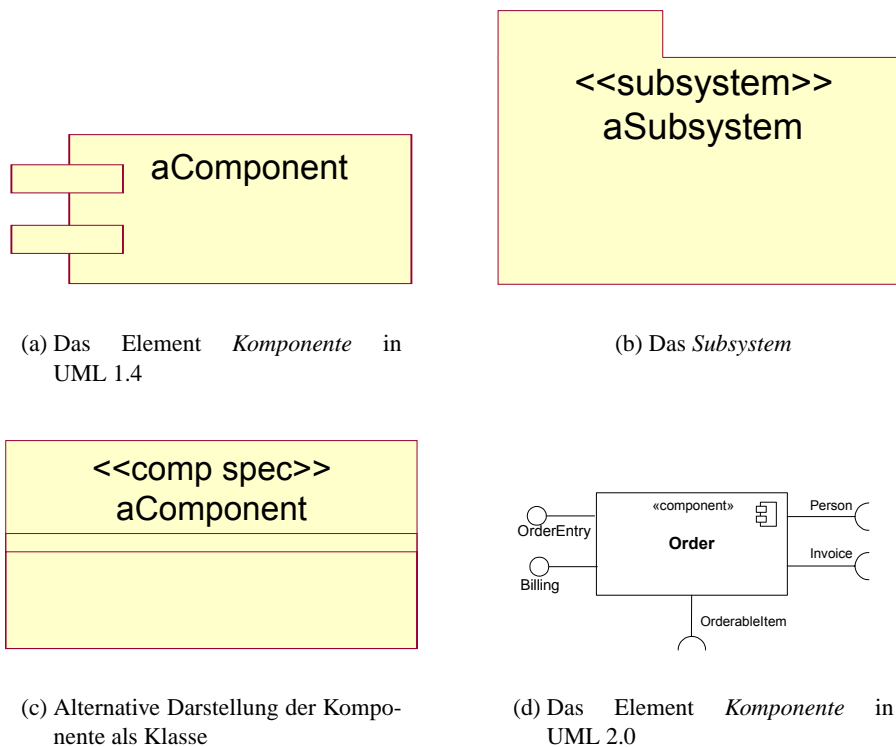 aComponent
<<subsystem>>
aSubsystem
(a) Das Element Komponente in
UML 1.4
(b) Das Subsystem
<<comp spec>>
aComponent
«component»
Order
OrderEntry
Billing
Person
Invoice
OrderableItem
(c) Alternative Darstellung der Kompo-
nente als Klasse
(d) Das Element Komponente in
UML 2.0